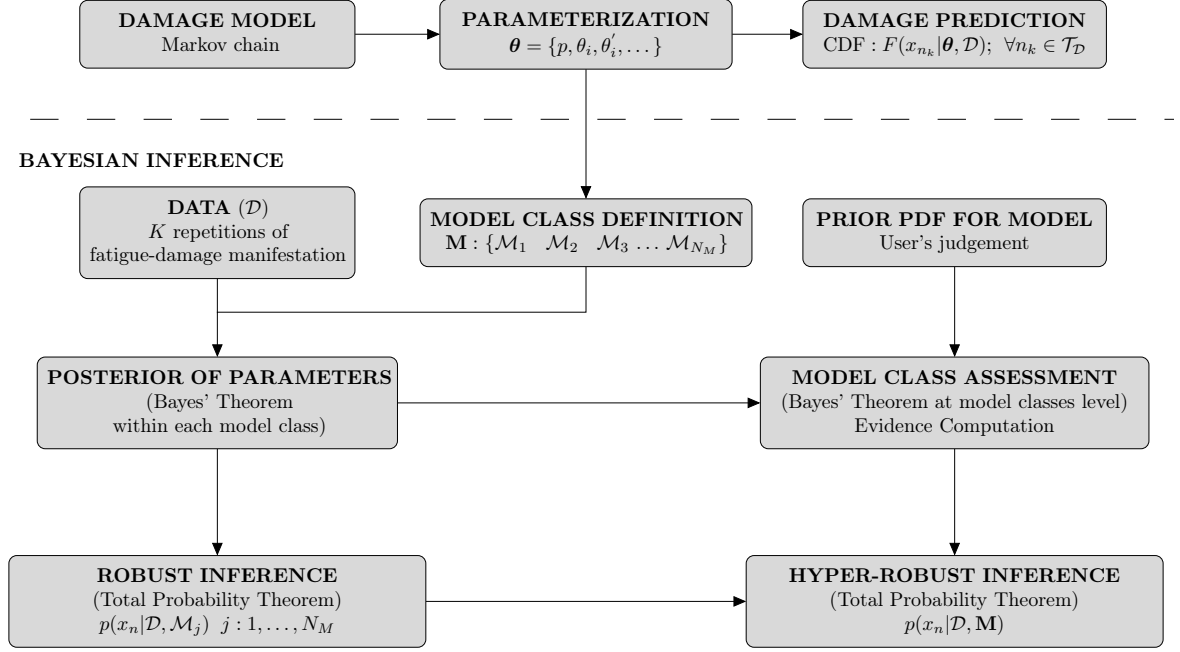 DAMAGE MODEL
Markov chain
PARAMETERIZATION
𝜽 = {p, θ_i, θ_i^′, … }
DAMAGE PREDICTION
CDF : F(x_{n_k}|𝜽, 𝒟); ∀n_k ∈ 𝒯_𝒟
BAYESIAN INFERENCE
DATA (𝒟)
K repetitions of
fatigue-damage manifestation
MODEL CLASS DEFINITION
𝐌 : {ℳ_1 ℳ_2 ℳ_3 … ℳ_{N_M}}
PRIOR PDF FOR MODEL
User's judgement
POSTERIOR OF PARAMETERS
(Bayes' Theorem
within each model class)
MODEL CLASS ASSESSMENT
(Bayes' Theorem at model classes level)
Evidence Computation
ROBUST INFERENCE
(Total Probability Theorem)
p(x_n|𝒟, ℳ_j) j : 1, … , N_M
HYPER-ROBUST INFERENCE
(Total Probability Theorem)
p(x_n|𝒟, 𝐌)